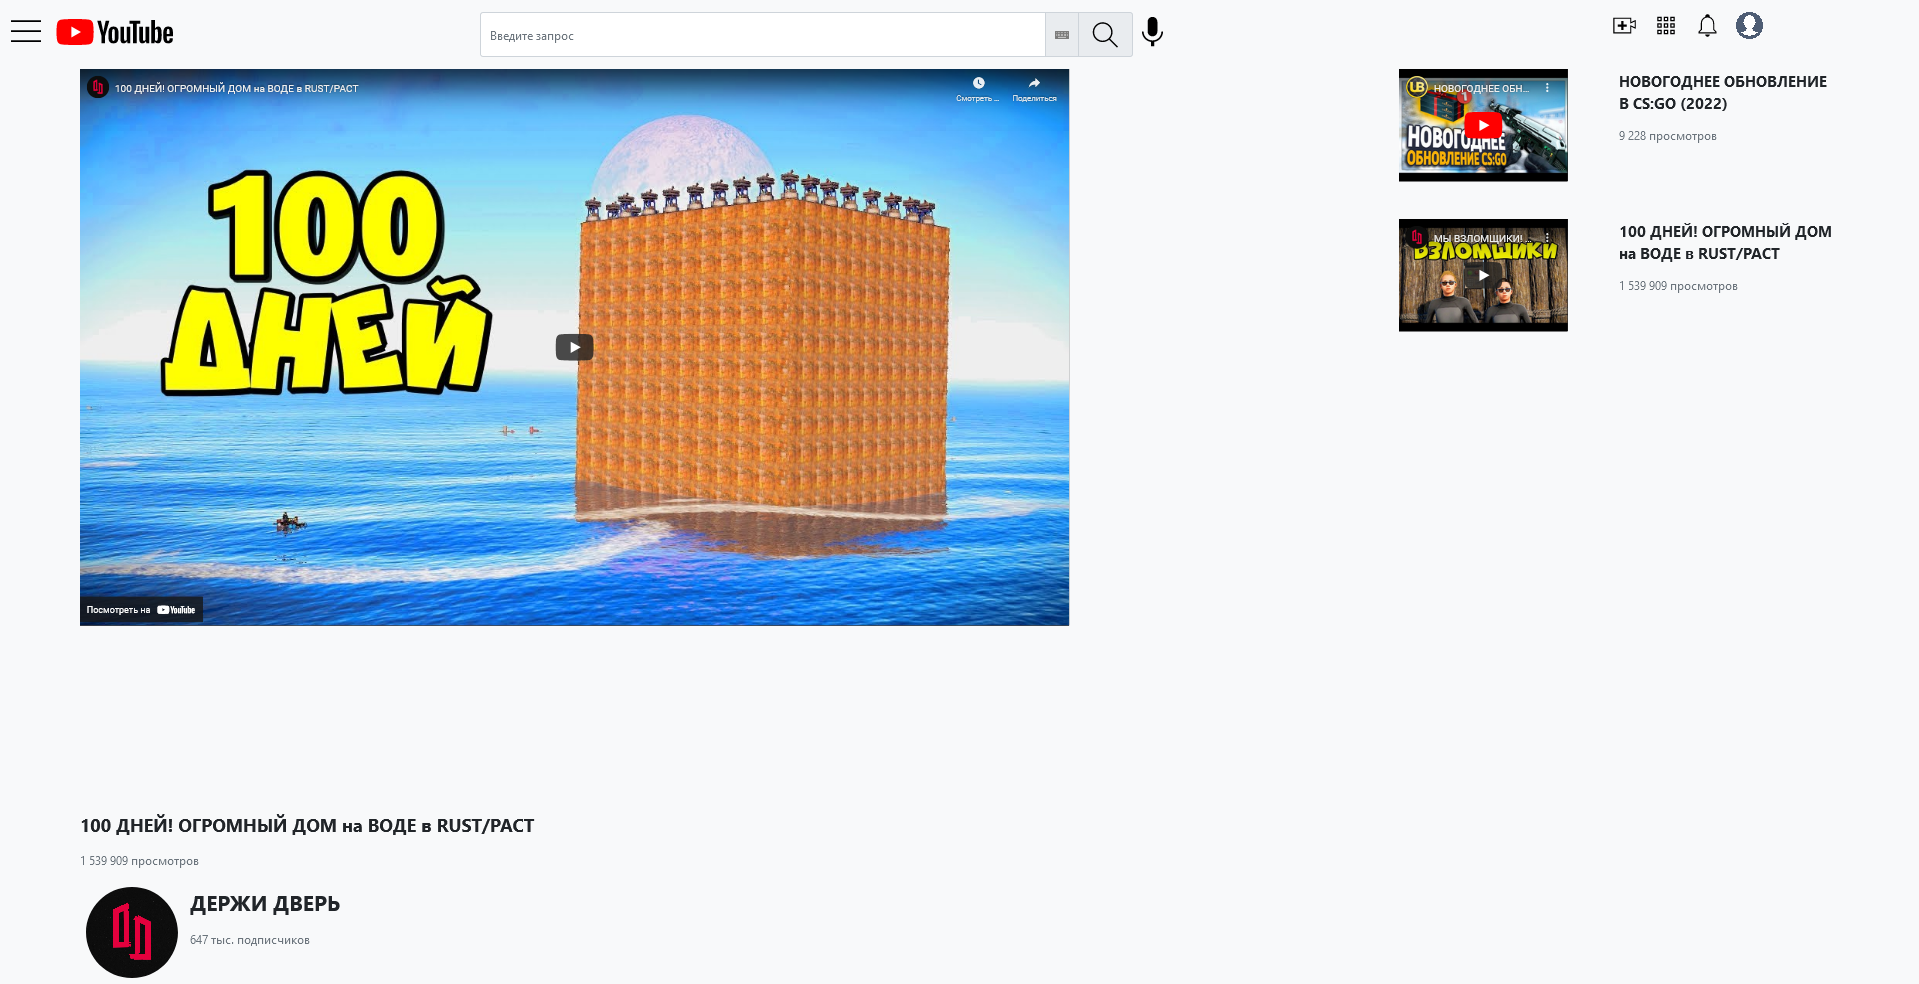 YouTube
Введите запрос
100 ДНЕЙ! ОГРОМНЫЙ ДОМ на ВОДЕ в RUST/РАСТ
Смотреть ...
Поделиться
100
ДНЕЙ
Посмотреть на YouTube
НОВОГОДНЕЕ ОБН...
НОВОГОДНЕЕ
ОБНОВЛЕНИЕ CS:GO
НОВОГОДНЕЕ ОБНОВЛЕНИЕ
В CS:GO (2022)
9 228 просмотров
МЫ ВЗЛОМЩИКИ! ...
ВЗЛОМЩИКИ
100 ДНЕЙ! ОГРОМНЫЙ ДОМ
на ВОДЕ в RUST/РАСТ
1 539 909 просмотров
100 ДНЕЙ! ОГРОМНЫЙ ДОМ на ВОДЕ в RUST/РАСТ
1 539 909 просмотров
ДЕРЖИ ДВЕРЬ
647 тыс. подписчиков